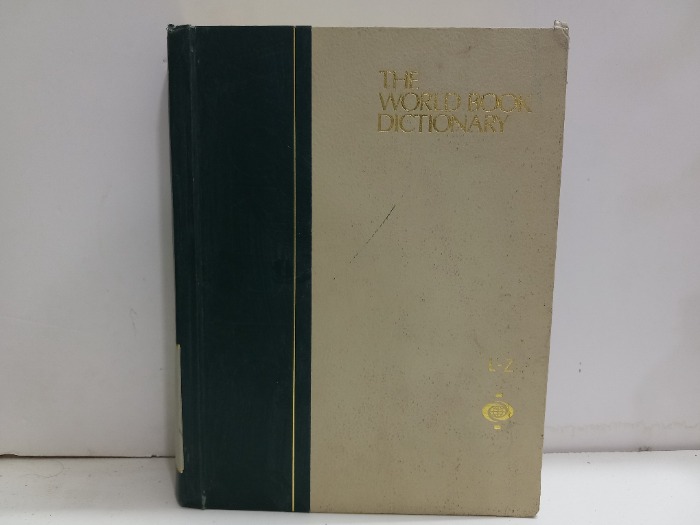 THE
WORLD BOOK
DICTIONARY
L-Z